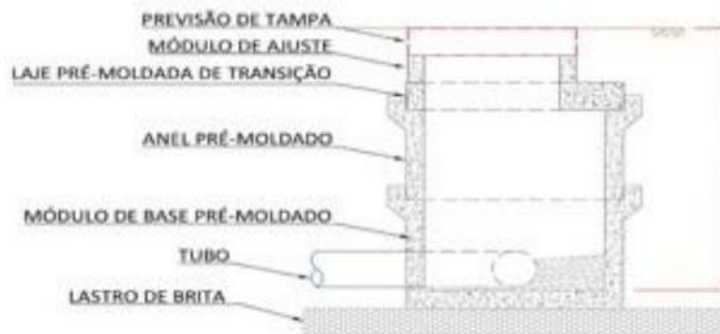 PREVISÃO DE TAMPA
MÓDULO DE AJUSTE
LAJE PRÉ-MOLDADA DE TRANSIÇÃO
ANEL PRÉ-MOLDADO
MÓDULO DE BASE PRÉ-MOLDADO
TUBO
LASTRO DE BRITA